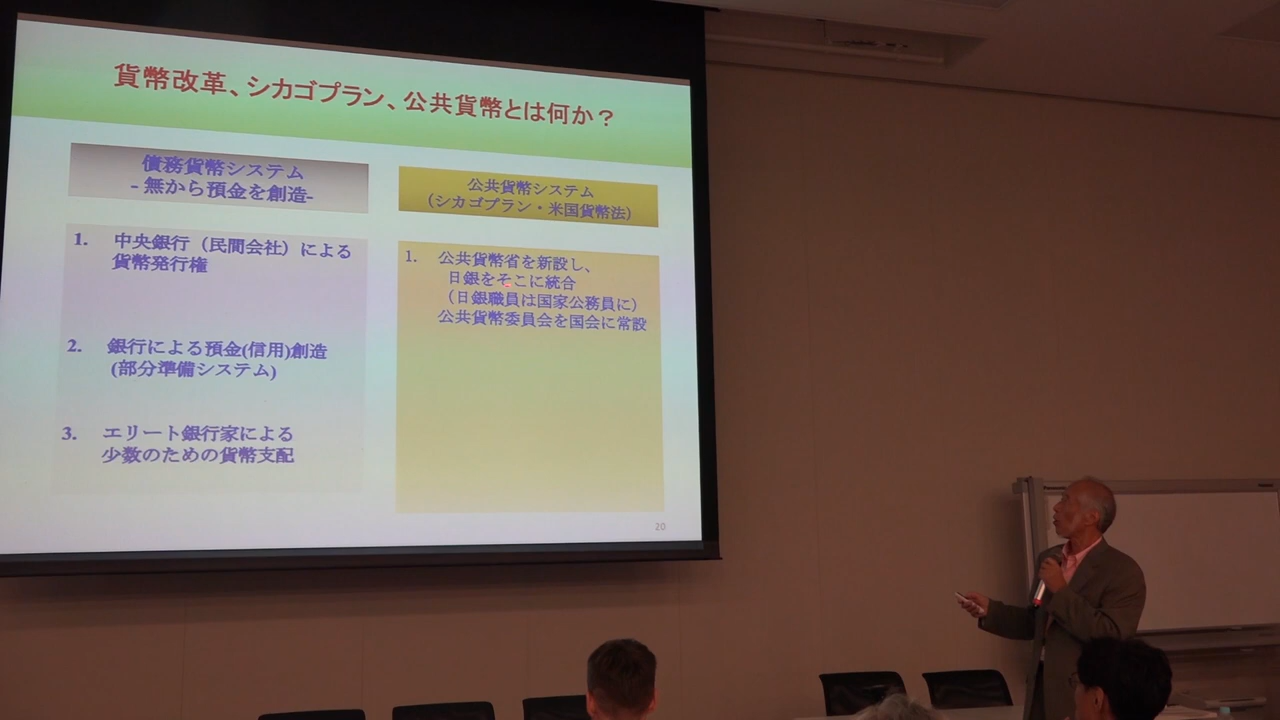 貨幣改革、シカゴプラン、公共貨幣とは何か？
債務貨幣システム
- 無から預金を創造-
1. 中央銀行（民間会社）による
貨幣発行権
2. 銀行による預金(信用)創造
(部分準備システム)
3. エリート銀行家による
少数のための貨幣支配
公共貨幣システム
（シカゴプラン・米国貨幣法）
1. 公共貨幣省を新設し、
日銀をそこに統合
（日銀職員は国家公務員に）
公共貨幣委員会を国会に常設
20
Panasonic